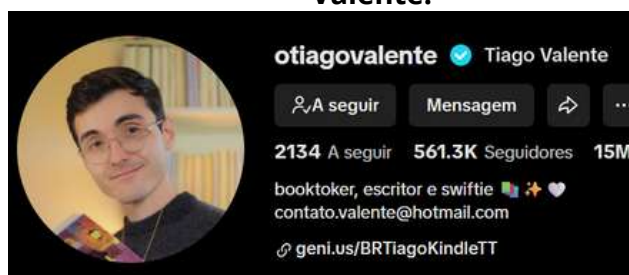 otiagovalente Tiago Valente
A seguir Mensagem ...
2134 A seguir 561.3K Seguidores 15M
booktoker, escritor e swiftie 📚✨🤍
contato.valente@hotmail.com
geni.us/BRTiagoKindleTT